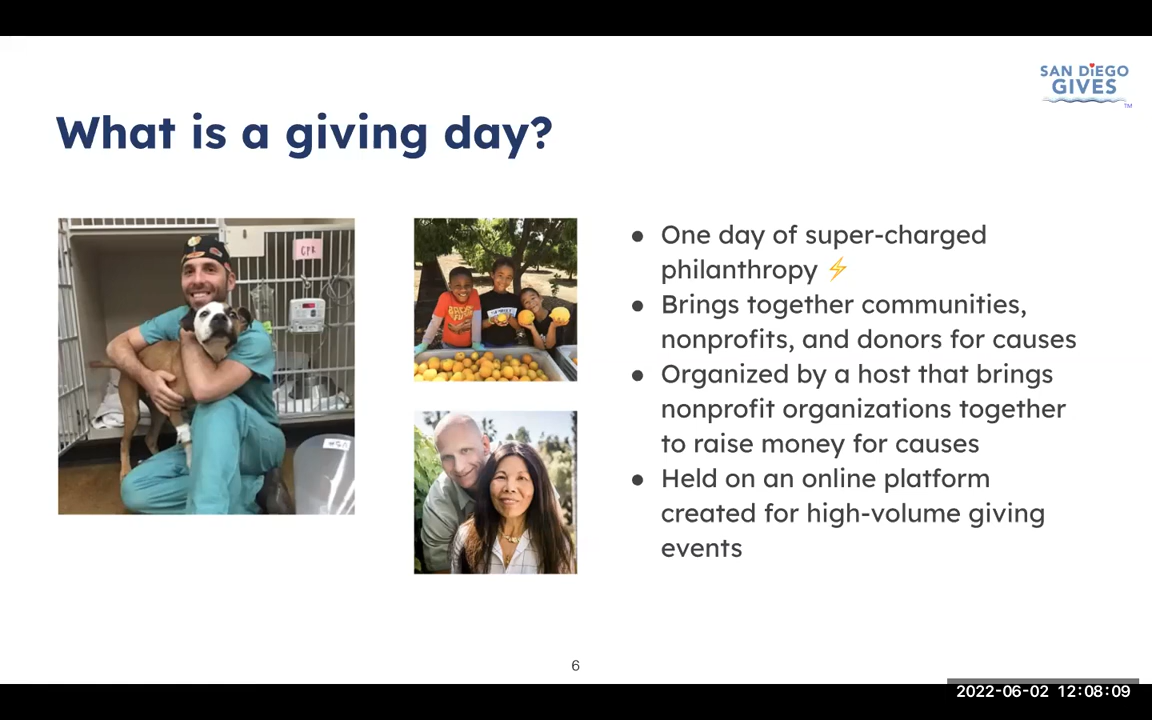 SAN DIEGO
GIVES
TM
What is a giving day?
CPR
● One day of super-charged
philanthropy ⚡
● Brings together communities,
nonprofits, and donors for causes
● Organized by a host that brings
nonprofit organizations together
to raise money for causes
● Held on an online platform
created for high-volume giving
events
6
2022-06-02 12:08:09